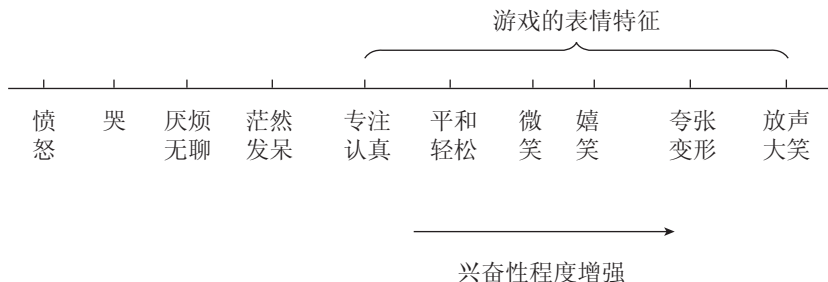 游戏的表情特征
愤怒
哭
厌烦无聊
茫然发呆
专注认真
平和轻松
微笑
嬉笑
夸张变形
放声大笑
兴奋性程度增强